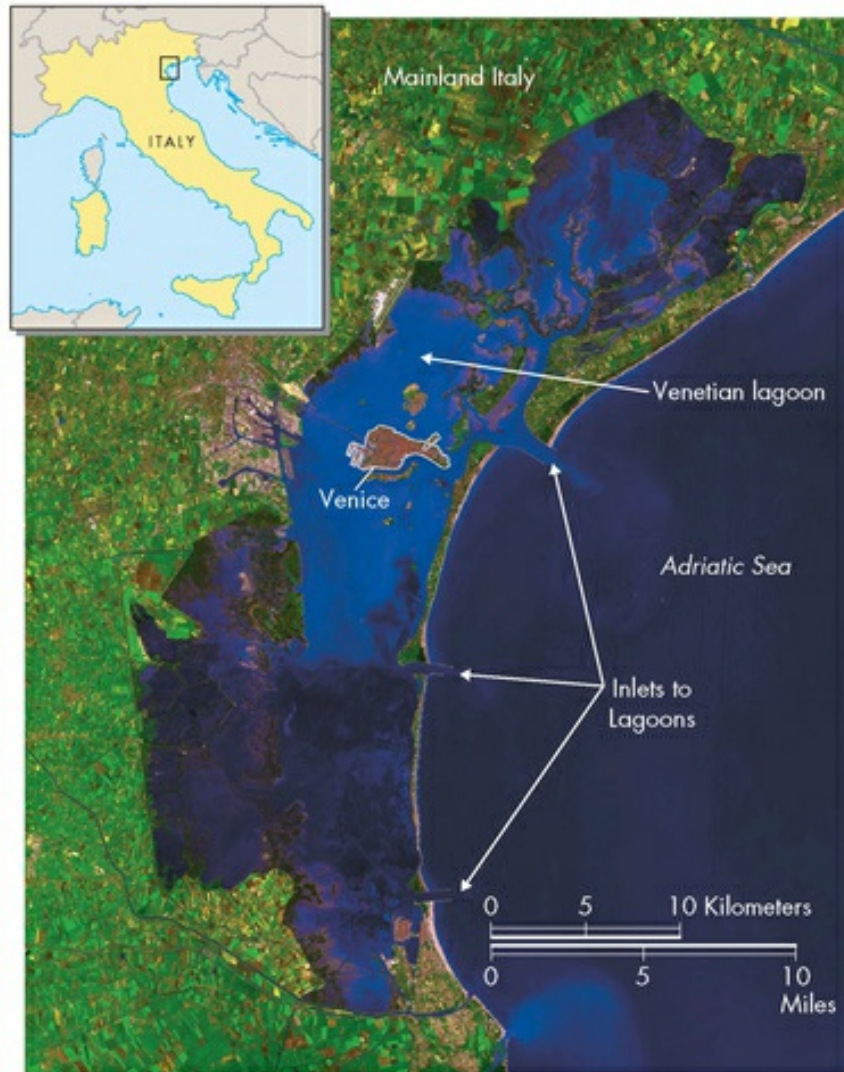 ITALY
Mainland Italy
Venetian lagoon
Venice
Adriatic Sea
Inlets to
Lagoons
0 5 10 Kilometers
0 5 10
Miles